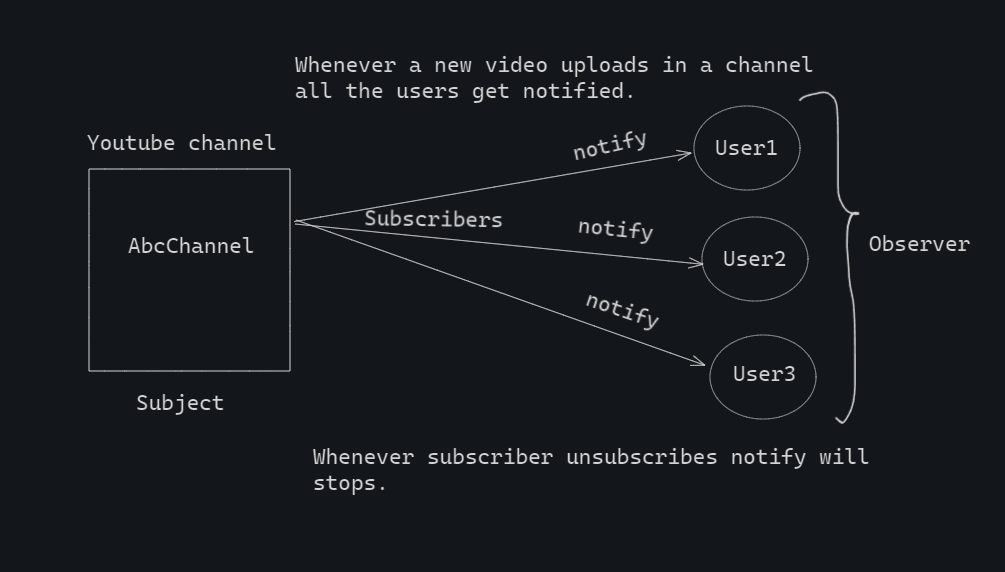 Whenever a new video uploads in a channel
all the users get notified.
Youtube channel
notify
User1
Subscribers
notify
AbcChannel
Observer
User2
notify
User3
Subject
Whenever subscriber unsubscribes notify will
stops.